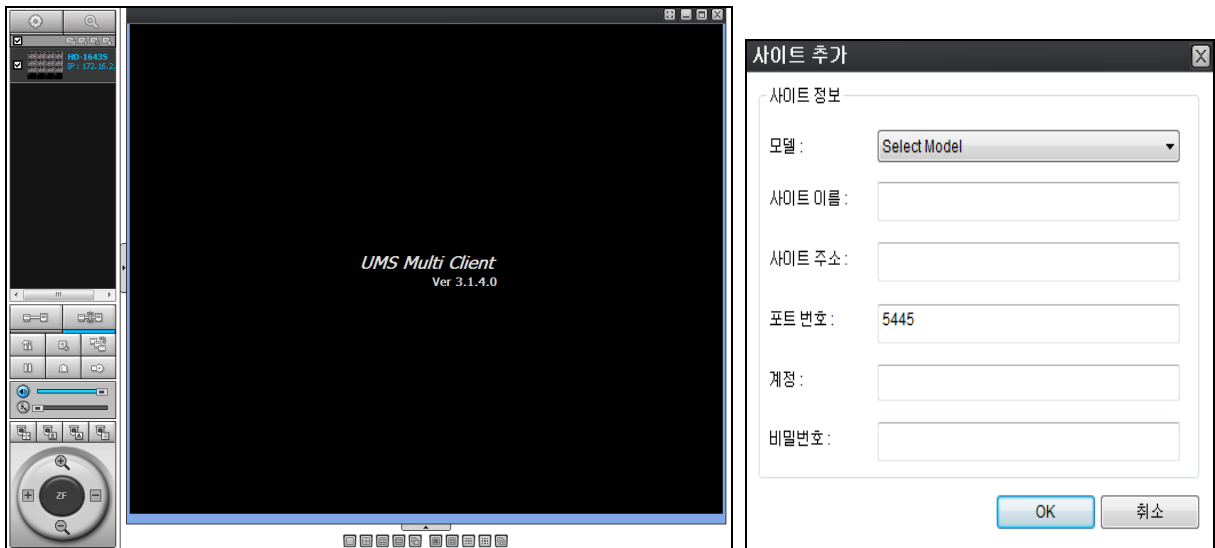 HD-1643S
IP : 172.16.2.
UMS Multi Client
Ver 3.1.4.0
ZF
사이트 추가
사이트 정보
모델 :
Select Model
사이트 이름 :
사이트 주소 :
포트 번호 :
5445
계정 :
비밀번호 :
OK
취소